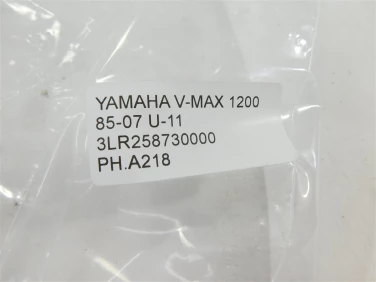 YAMAHA V-MAX 1200
85-07 U-11
3LR258730000
PH.A218